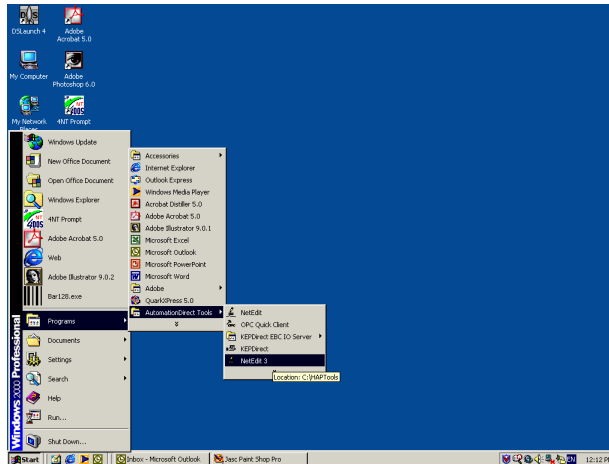 DSLaunch 4
Adobe
Acrobat 5.0
My Computer
Adobe
Photoshop 6.0
My Network
4NT Prompt
Windows Update
New Office Document
Open Office Document
Windows Explorer
4NT Prompt
Adobe Acrobat 5.0
Web
Adobe Illustrator 9.0.2
Bar128.exe
Programs
Documents
Settings
Search
Help
Run...
Shut Down...
Windows 2000 Professional
Accessories
Internet Explorer
Outlook Express
Windows Media Player
Acrobat Distiller 5.0
Adobe Acrobat 5.0
Adobe Illustrator 9.0.1
Microsoft Excel
Microsoft Outlook
Microsoft PowerPoint
Microsoft Word
Adobe
QuarkXPress 5.0
AutomationDirect Tools
NetEdit
OPC Quick Client
KEPDirect EBC IO Server
KEPDirect
NetEdit 3
Location: C:\HAPTools
Start
Inbox - Microsoft Outlook
Jasc Paint Shop Pro
EN
12:12 P